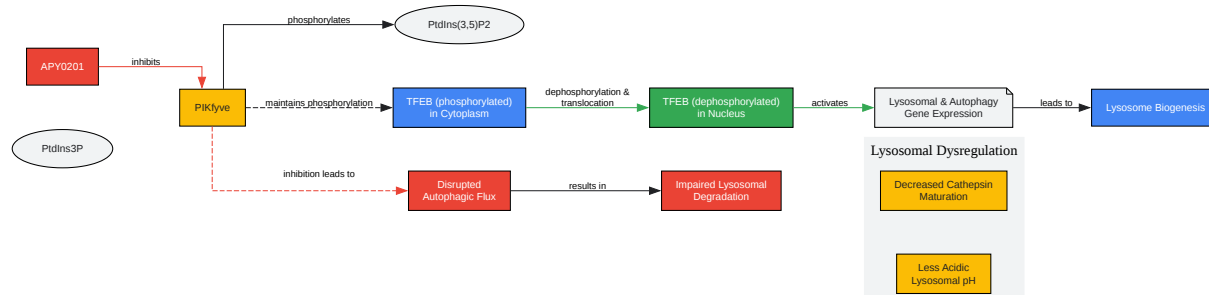 phosphorylates
PtdIns(3,5)P2
APY0201
inhibits
PIKfyve
maintains phosphorylation
TFEB (phosphorylated)
in Cytoplasm
dephosphorylation &
translocation
TFEB (dephosphorylated)
in Nucleus
activates
Lysosomal & Autophagy
Gene Expression
leads to
Lysosome Biogenesis
PtdIns3P
inhibition leads to
Disrupted
Autophagic Flux
results in
Impaired Lysosomal
Degradation
Lysosomal Dysregulation
Decreased Cathepsin
Maturation
Less Acidic
Lysosomal pH